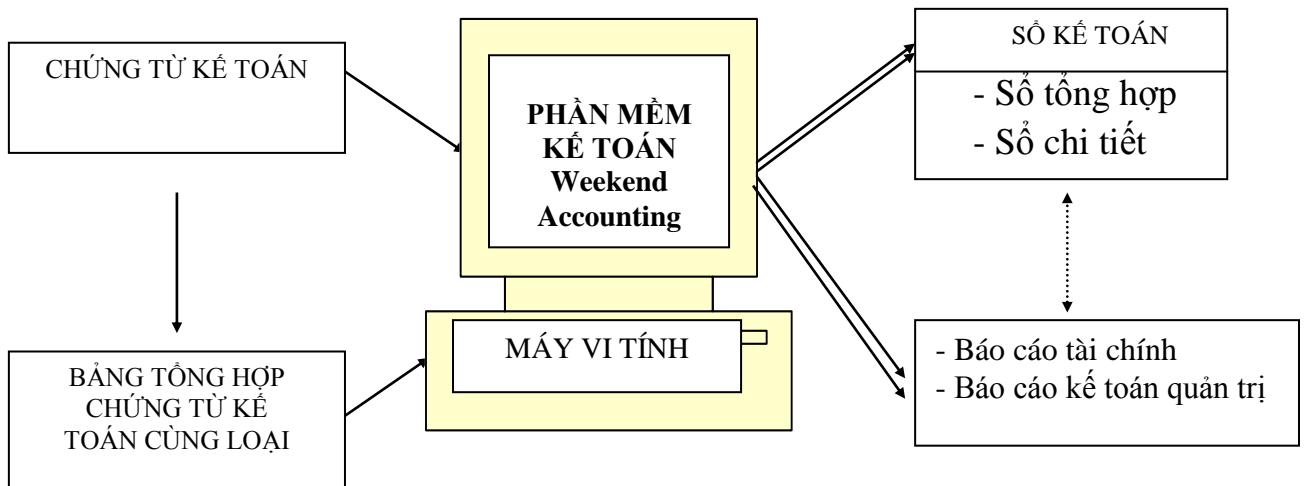 CHỨNG TỪ KẾ TOÁN
BẢNG TỔNG HỢP
CHỨNG TỪ KẾ
TOÁN CÙNG LOẠI
PHẦN MỀM
KẾ TOÁN
Weekend
Accounting
MÁY VI TÍNH
SỔ KẾ TOÁN
- Sổ tổng hợp
- Sổ chi tiết
- Báo cáo tài chính
- Báo cáo kế toán quản trị